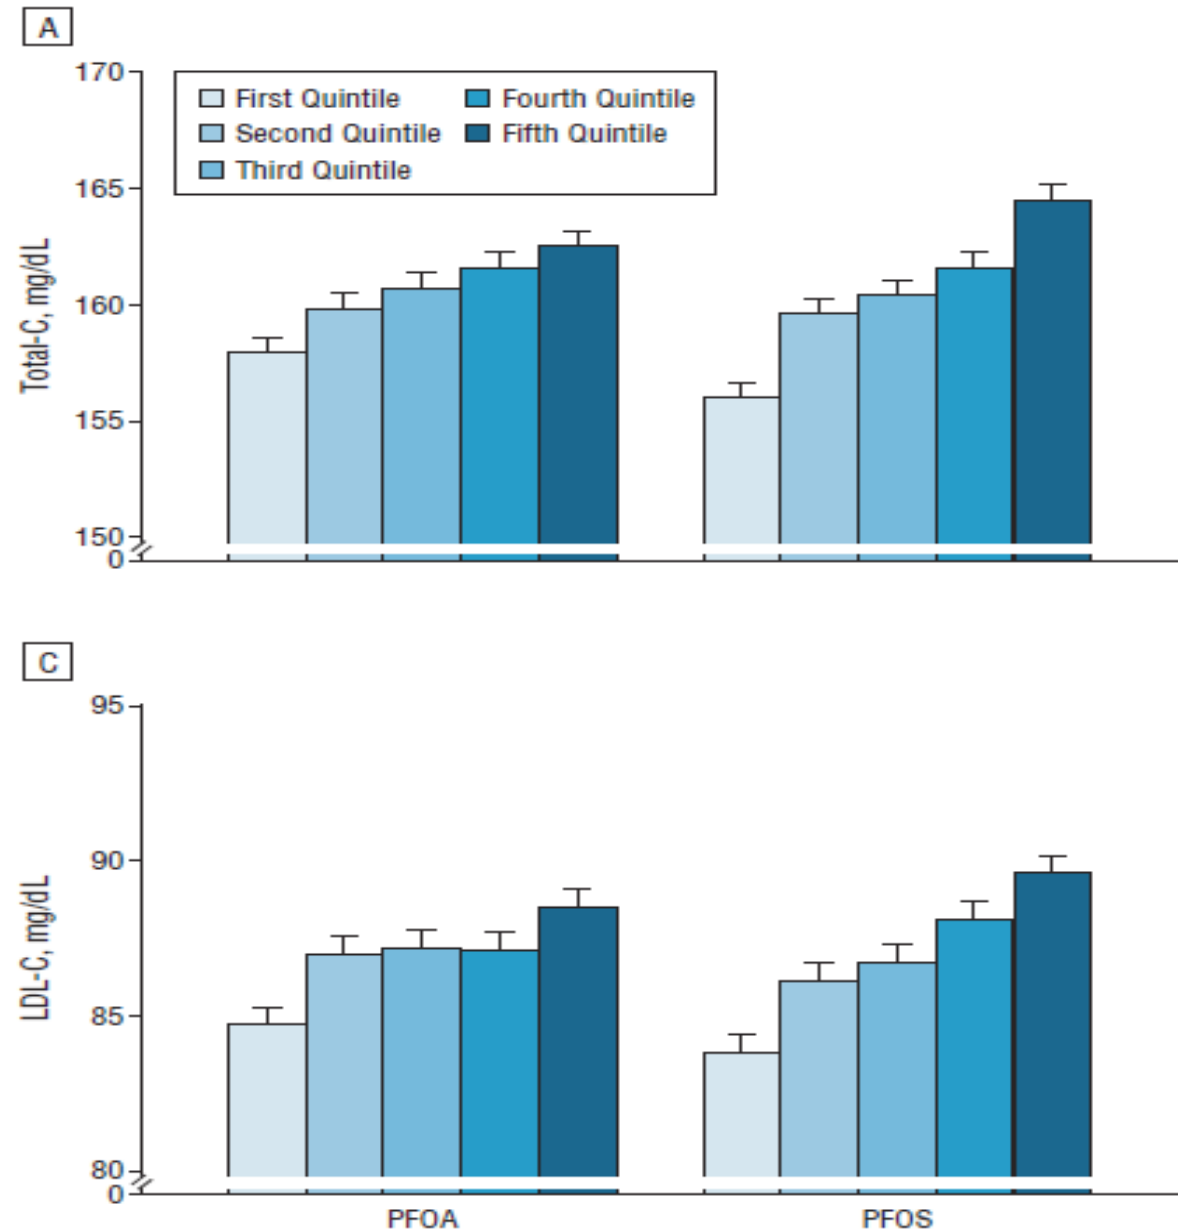 A
170
First Quintile Fourth Quintile
Second Quintile Fifth Quintile
Third Quintile
165
160
155
150
0
Total-C, mg/dL
C
95
90
85
80
0
LDL-C, mg/dL
PFOA PFOS